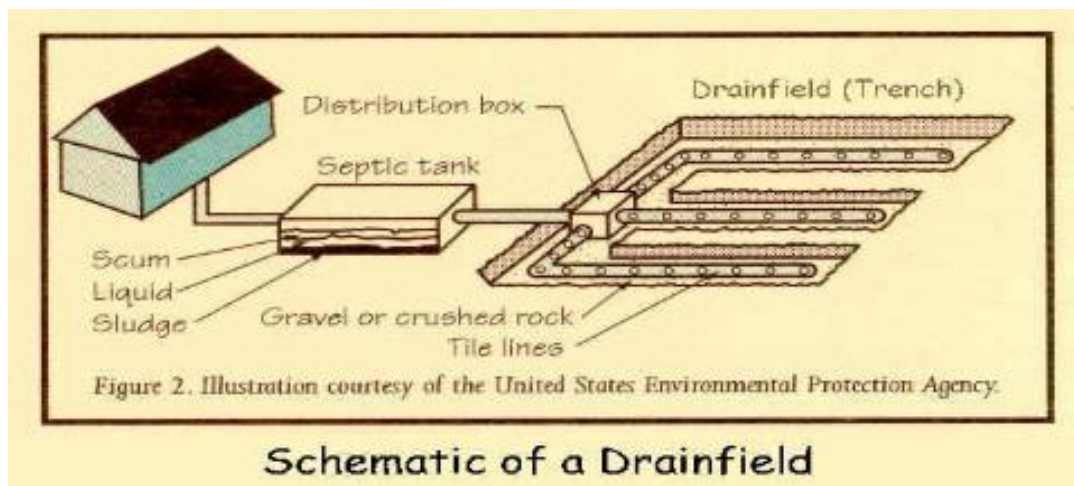 Distribution box
Drainfield (Trench)
Septic tank
Scum
Liquid
Sludge
Gravel or crushed rock
Tile lines
Figure 2. Illustration courtesy of the United States Environmental Protection Agency.
Schematic of a Drainfield